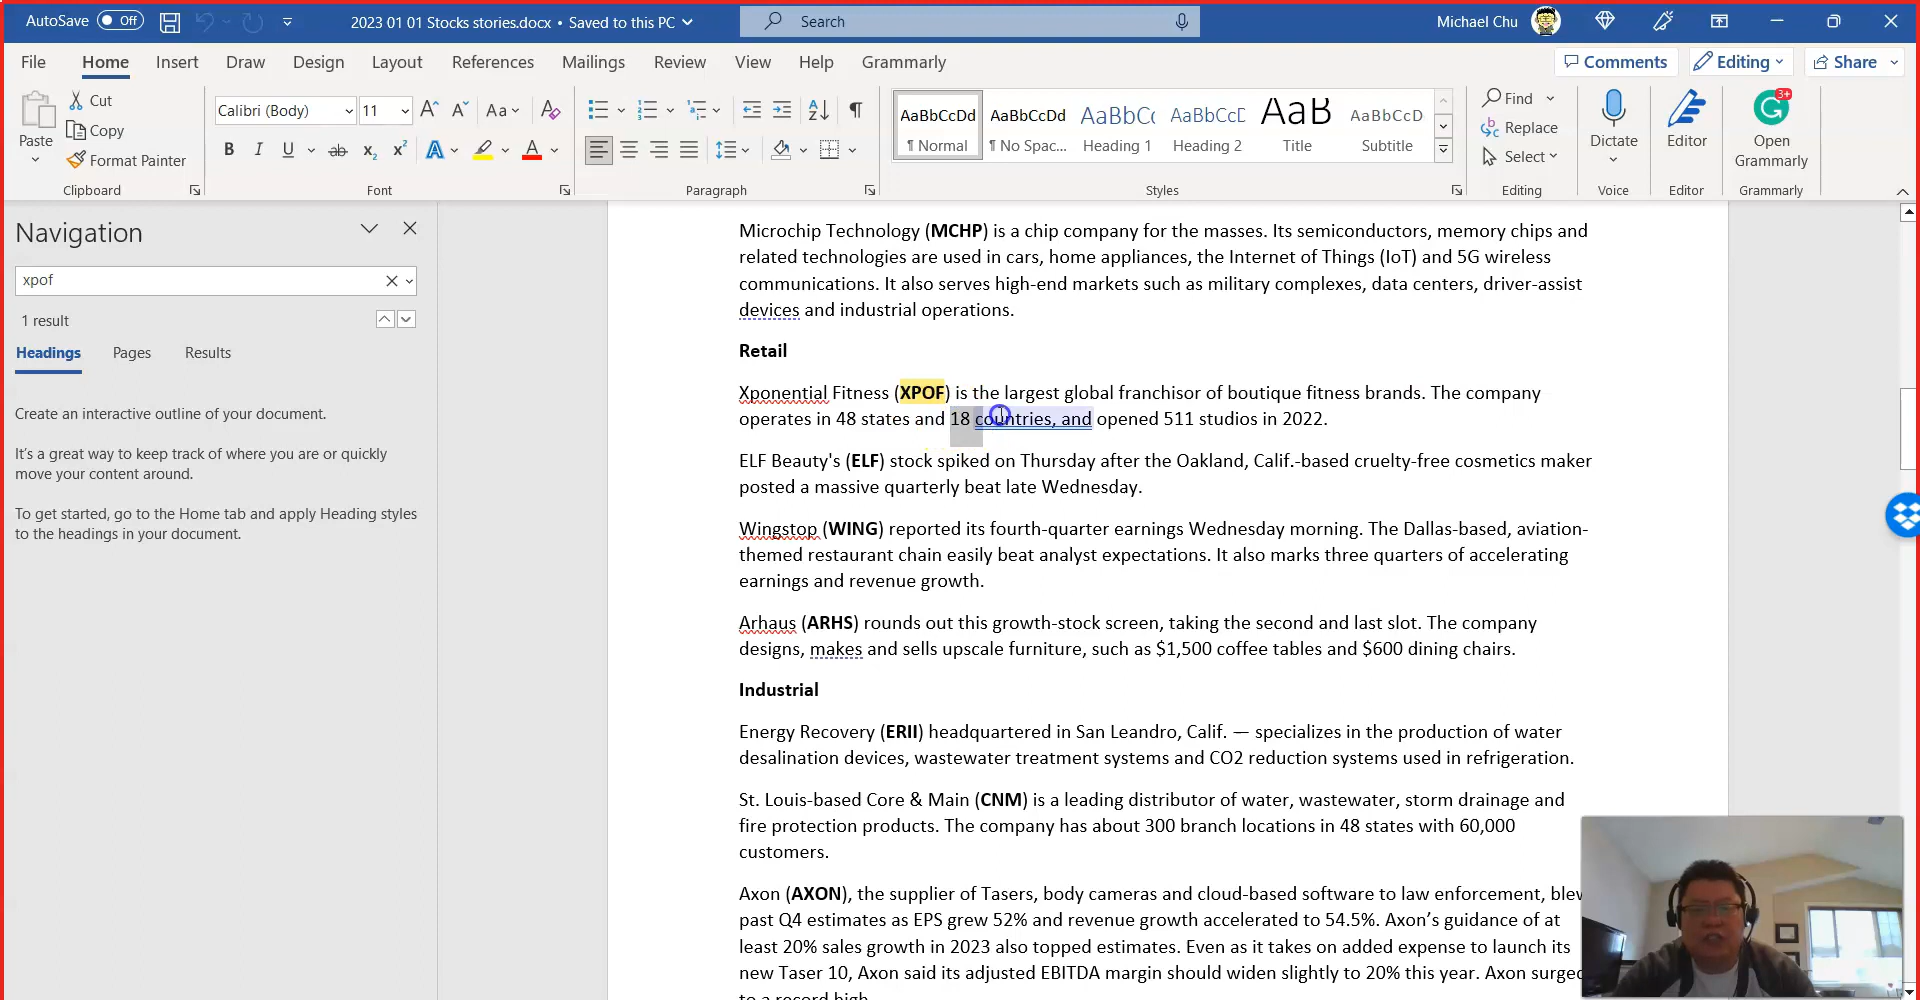 AutoSave Off 2023 01 01 Stocks stories.docx • Saved to this PC Search Michael Chu
File Home Insert Draw Design Layout References Mailings Review View Help Grammarly Comments Editing Share
Paste Cut Copy Format Painter
Clipboard
Calibri (Body) 11 Aa
B I U ab x₂ x² A A
Font
Paragraph
AaBbCcDd AaBbCcDd AaBbCc AaBbCcD AaB AaBbCcD
¶ Normal ¶ No Spac... Heading 1 Heading 2 Title Subtitle
Styles
Find
Replace
Select
Editing
Dictate
Voice
Editor
Editor
3+
Open
Grammarly
Grammarly
Navigation
xpof
1 result
Headings Pages Results
Create an interactive outline of your document.
It's a great way to keep track of where you are or quickly
move your content around.
To get started, go to the Home tab and apply Heading styles
to the headings in your document.
Microchip Technology (MCHP) is a chip company for the masses. Its semiconductors, memory chips and
related technologies are used in cars, home appliances, the Internet of Things (IoT) and 5G wireless
communications. It also serves high-end markets such as military complexes, data centers, driver-assist
devices and industrial operations.
Retail
Xponential Fitness (XPOF) is the largest global franchisor of boutique fitness brands. The company
operates in 48 states and 18 countries, and opened 511 studios in 2022.
ELF Beauty's (ELF) stock spiked on Thursday after the Oakland, Calif.-based cruelty-free cosmetics maker
posted a massive quarterly beat late Wednesday.
Wingstop (WING) reported its fourth-quarter earnings Wednesday morning. The Dallas-based, aviation-
themed restaurant chain easily beat analyst expectations. It also marks three quarters of accelerating
earnings and revenue growth.
Arhaus (ARHS) rounds out this growth-stock screen, taking the second and last slot. The company
designs, makes and sells upscale furniture, such as $1,500 coffee tables and $600 dining chairs.
Industrial
Energy Recovery (ERII) headquartered in San Leandro, Calif. — specializes in the production of water
desalination devices, wastewater treatment systems and CO2 reduction systems used in refrigeration.
St. Louis-based Core & Main (CNM) is a leading distributor of water, wastewater, storm drainage and
fire protection products. The company has about 300 branch locations in 48 states with 60,000
customers.
Axon (AXON), the supplier of Tasers, body cameras and cloud-based software to law enforcement, blew
past Q4 estimates as EPS grew 52% and revenue growth accelerated to 54.5%. Axon's guidance of at
least 20% sales growth in 2023 also topped estimates. Even as it takes on added expense to launch its
new Taser 10, Axon said its adjusted EBITDA margin should widen slightly to 20% this year. Axon surged
to a record high